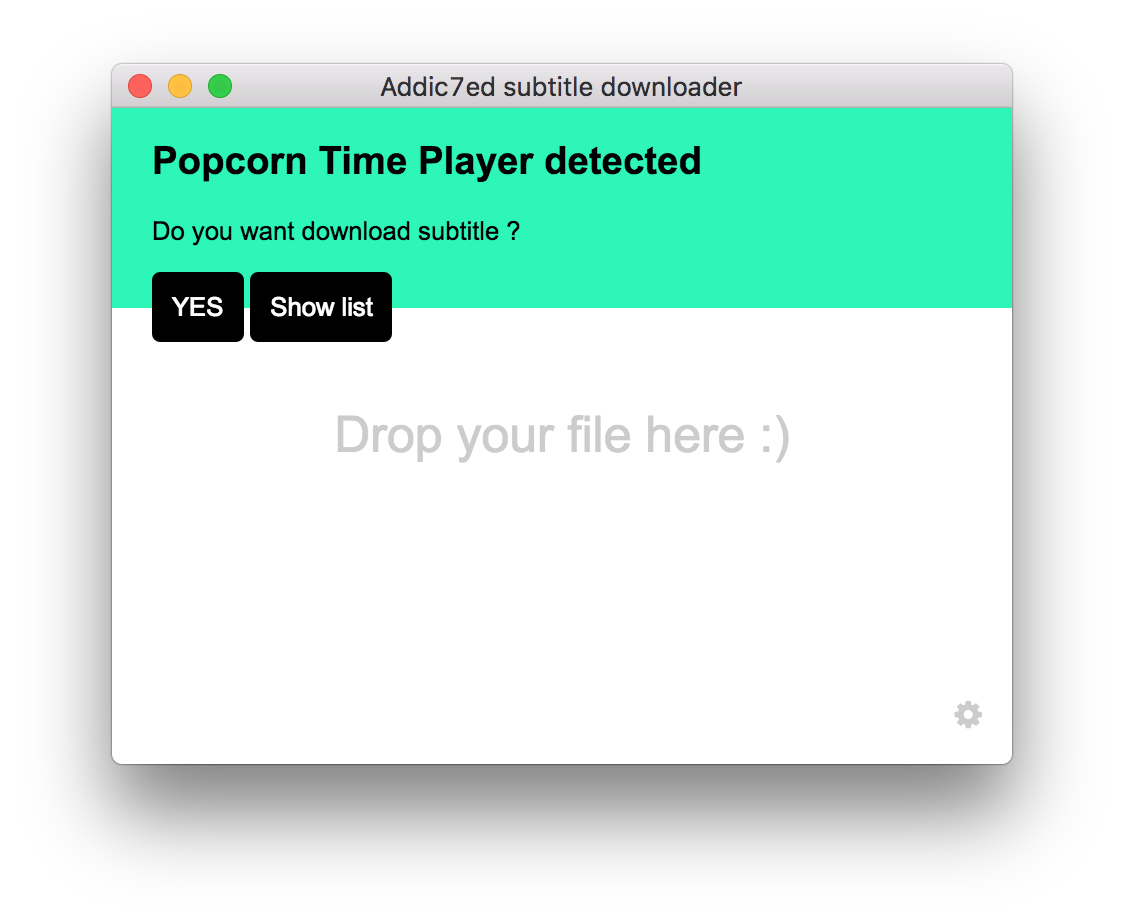 Addic7ed subtitle downloader
Popcorn Time Player detected
Do you want download subtitle ?
YES Show list
Drop your file here :)